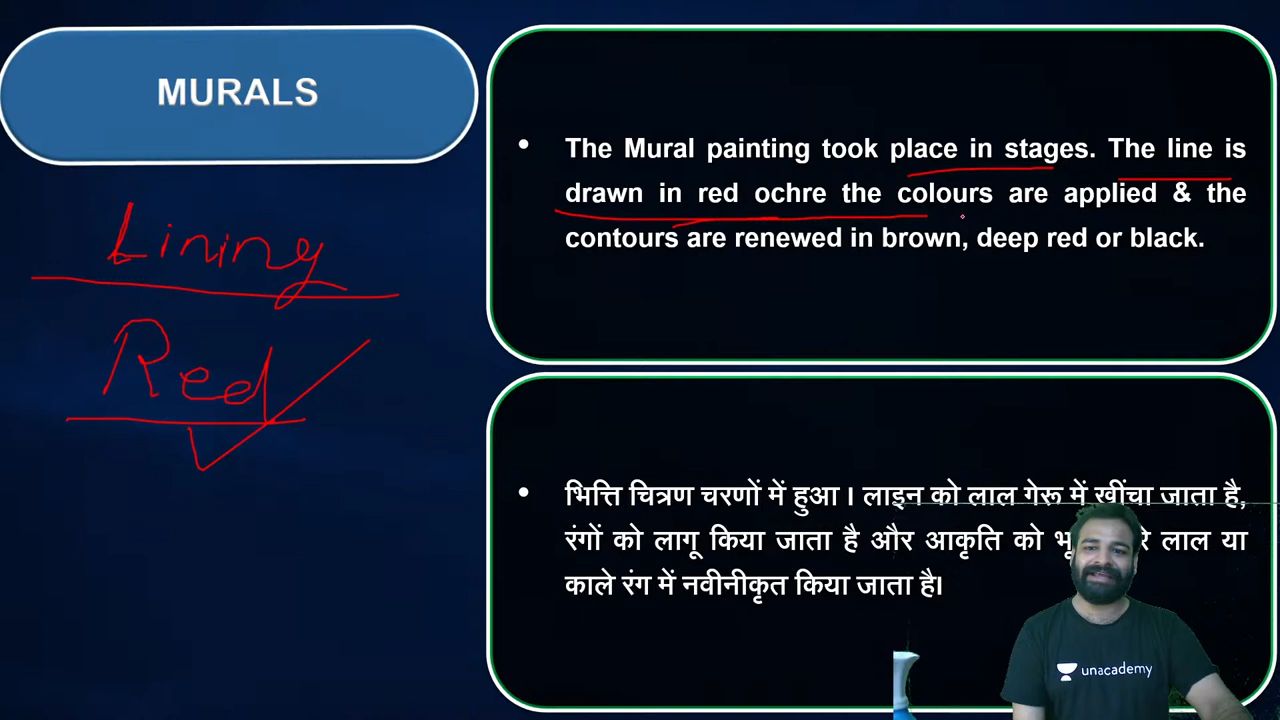 MURALS
Lining
Red
• The Mural painting took place in stages. The line is
drawn in red ochre the colours are applied & the
contours are renewed in brown, deep red or black.
• भित्ति चित्रण चरणों में हुआ । लाइन को लाल गेरू में खींचा जाता है,
रंगों को लागू किया जाता है और आकृति को लाल या
काले रंग में नवीनीकृत किया जाता है।
unacademy